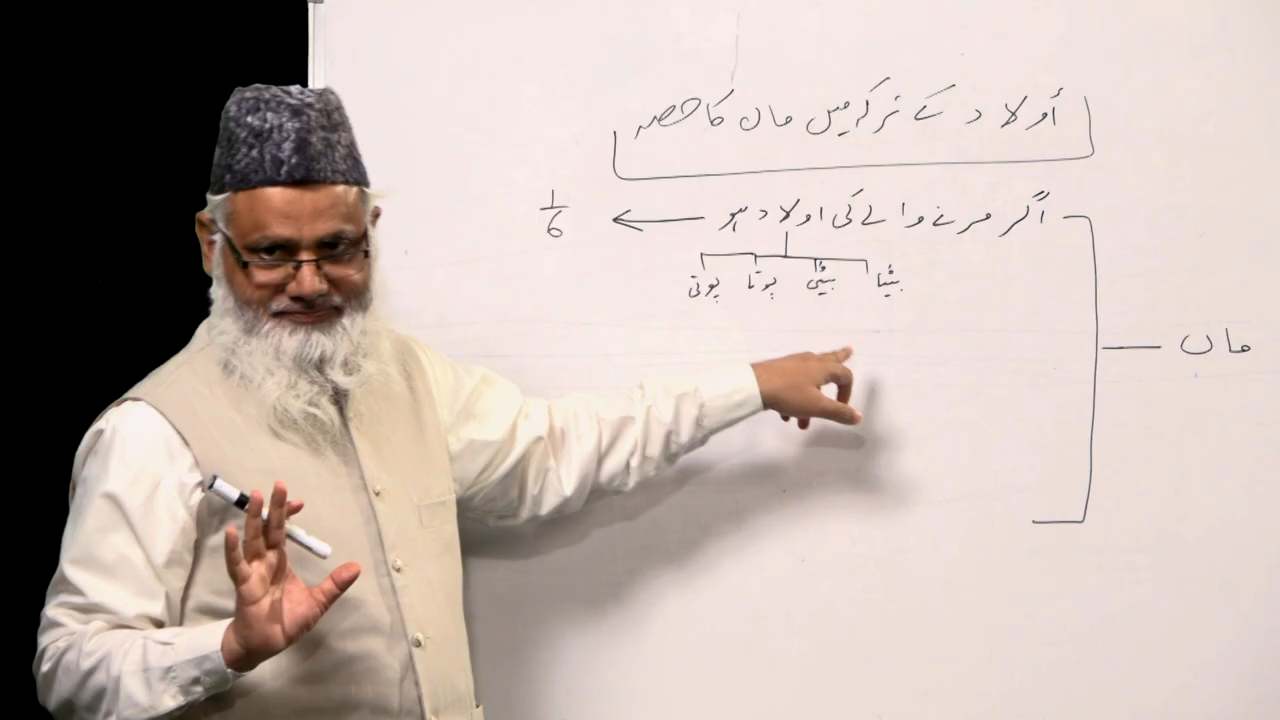 أولاد کے ترکہ میں ماں کا حصہ
اگر مرنے والے کی اولاد ہو ← 1/6
بیٹا بیٹی پوتا پوتی
ماں